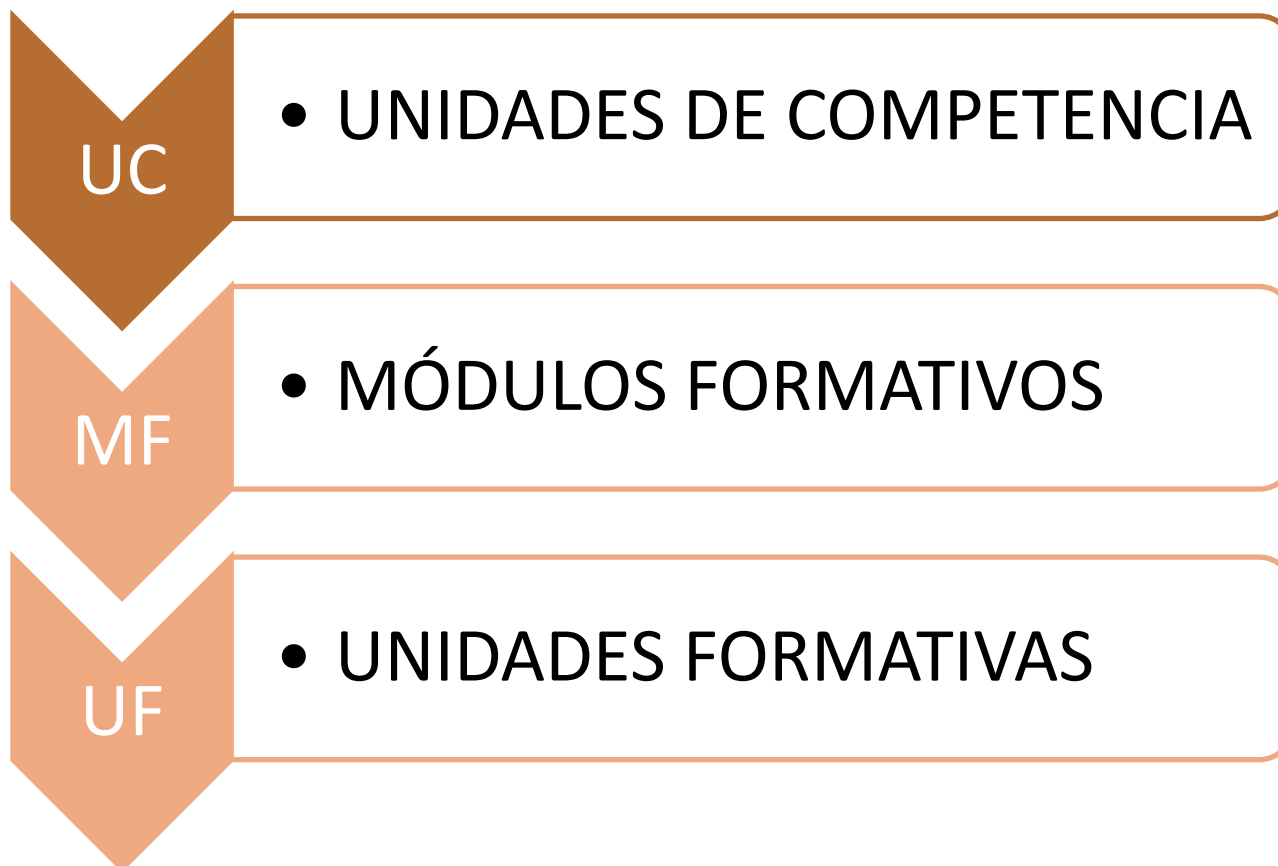 UC
• UNIDADES DE COMPETENCIA
MF
• MÓDULOS FORMATIVOS
UF
• UNIDADES FORMATIVAS